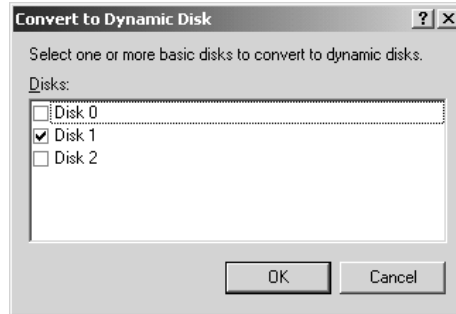 Convert to Dynamic Disk
Select one or more basic disks to convert to dynamic disks.
Disks:
Disk 0
Disk 1
Disk 2
OK Cancel